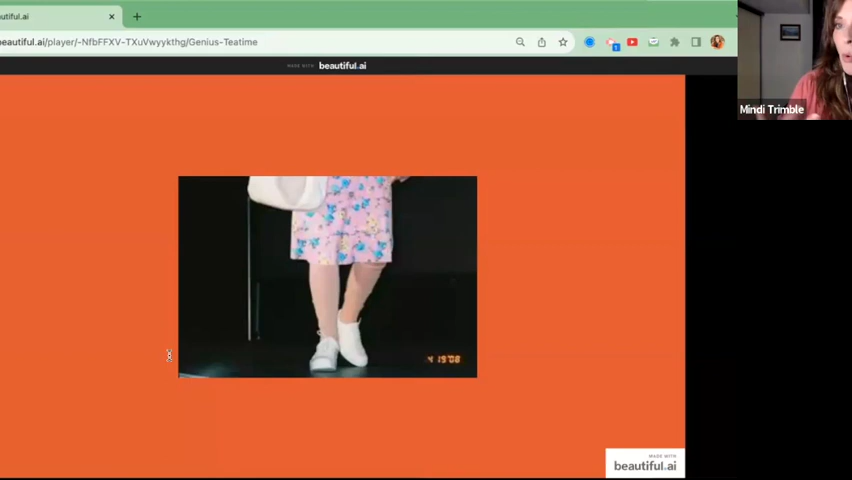 eautiful.ai
eautiful.ai/player/-NfbFFXV-TXuVwyykthg/Genius-Teatime
MADE WITH beautiful.ai
Mindi Trimble
4 19'08
MADE WITH
beautiful.ai